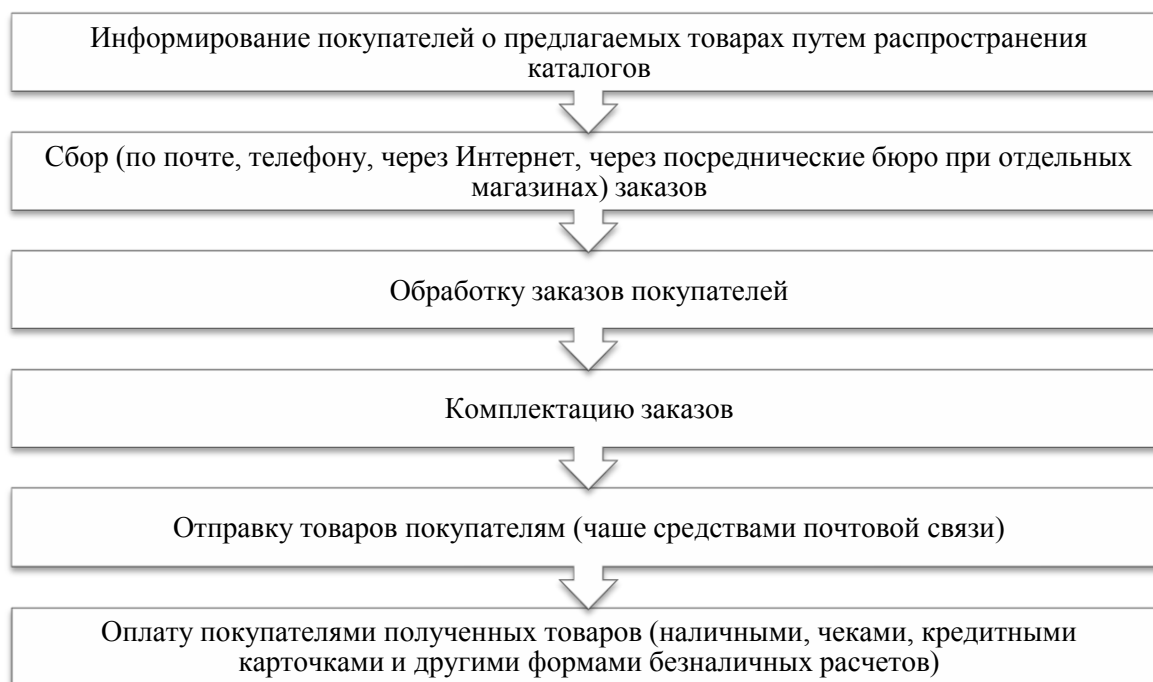 Информирование покупателей о предлагаемых товарах путем распространения
каталогов
Сбор (по почте, телефону, через Интернет, через посреднические бюро при отдельных
магазинах) заказов
Обработку заказов покупателей
Комплектацию заказов
Отправку товаров покупателям (чаше средствами почтовой связи)
Оплату покупателями полученных товаров (наличными, чеками, кредитными
карточками и другими формами безналичных расчетов)